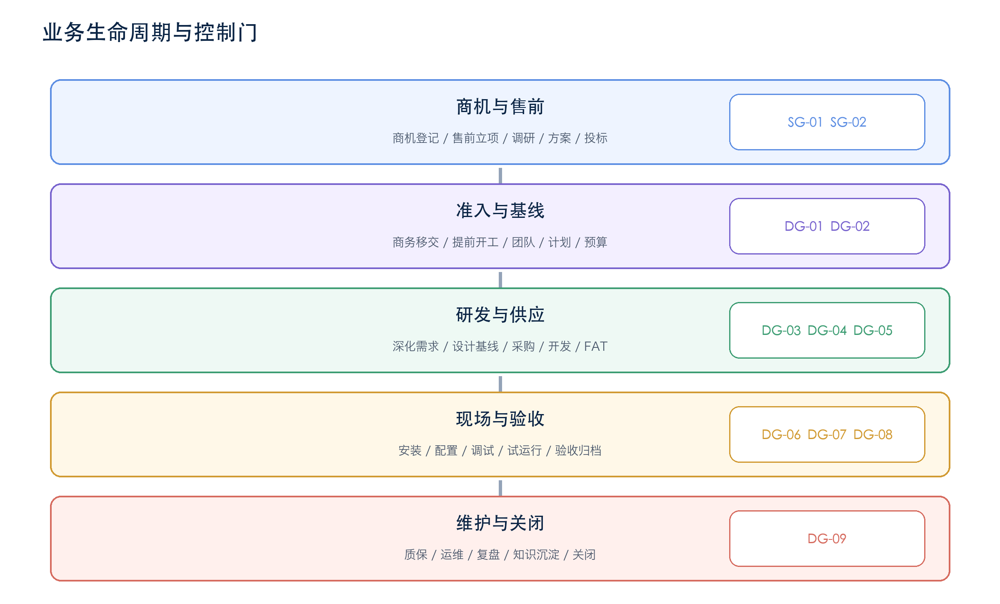 业务生命周期与控制门
商机与售前
商机登记 / 售前立项 / 调研 / 方案 / 投标
SG-01 SG-02
准入与基线
商务移交 / 提前开工 / 团队 / 计划 / 预算
DG-01 DG-02
研发与供应
深化需求 / 设计基线 / 采购 / 开发 / FAT
DG-03 DG-04 DG-05
现场与验收
安装 / 配置 / 调试 / 试运行 / 验收归档
DG-06 DG-07 DG-08
维护与关闭
质保 / 运维 / 复盘 / 知识沉淀 / 关闭
DG-09